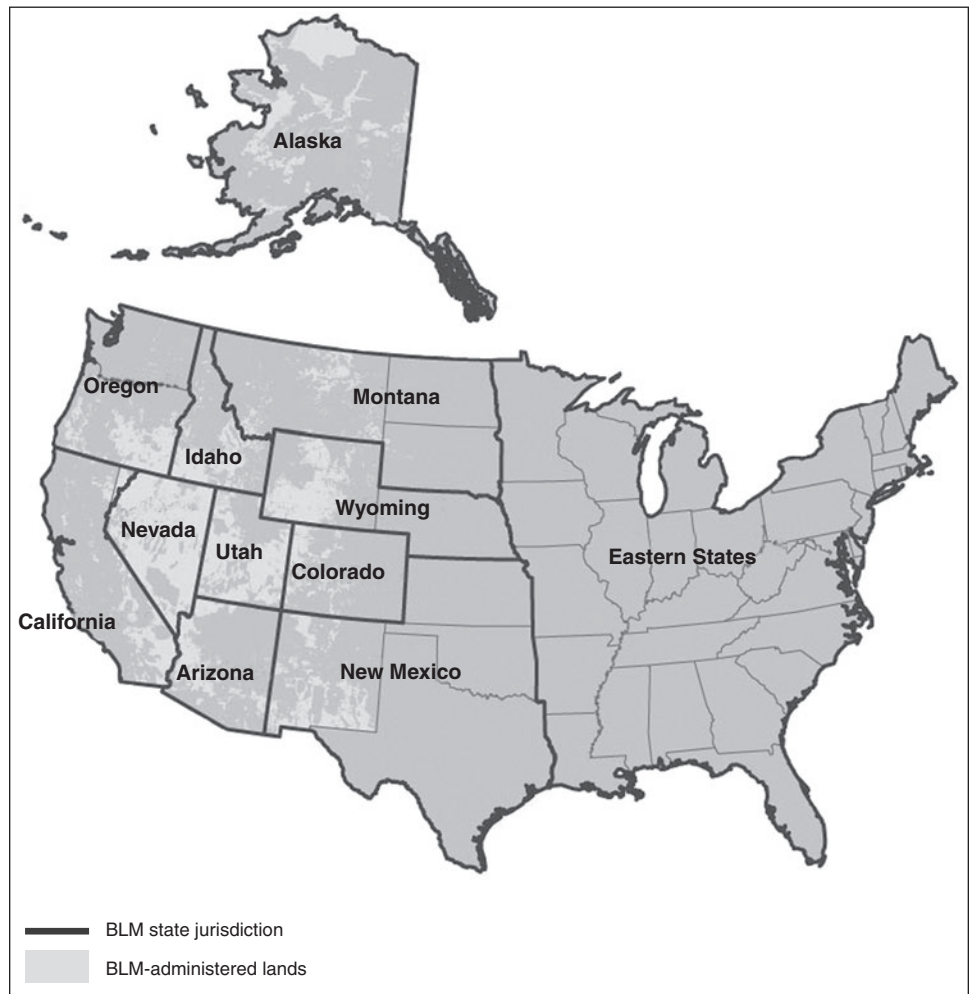 Alaska
Oregon
Montana
Idaho
Wyoming
Nevada
Utah
Eastern States
Colorado
California
Arizona
New Mexico
BLM state jurisdiction
BLM-administered lands